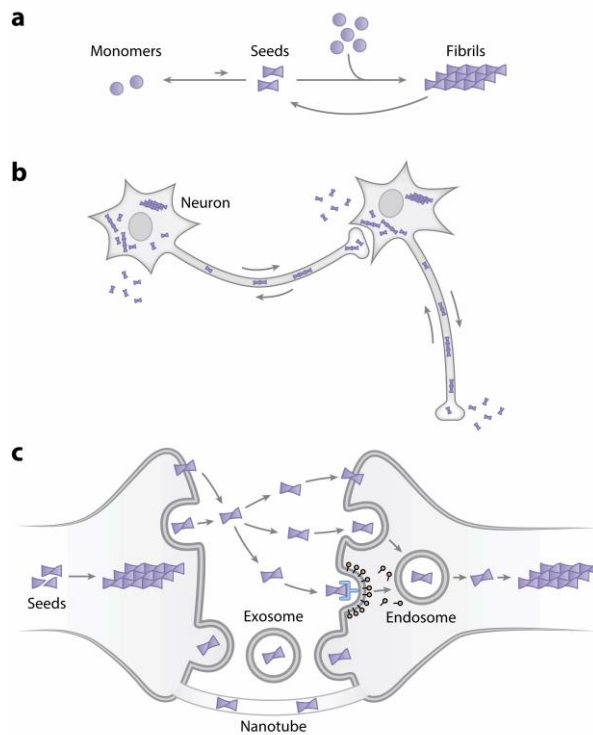 a
Monomers
Seeds
Fibrils
b
Neuron
c
Seeds
Exosome
Endosome
Nanotube